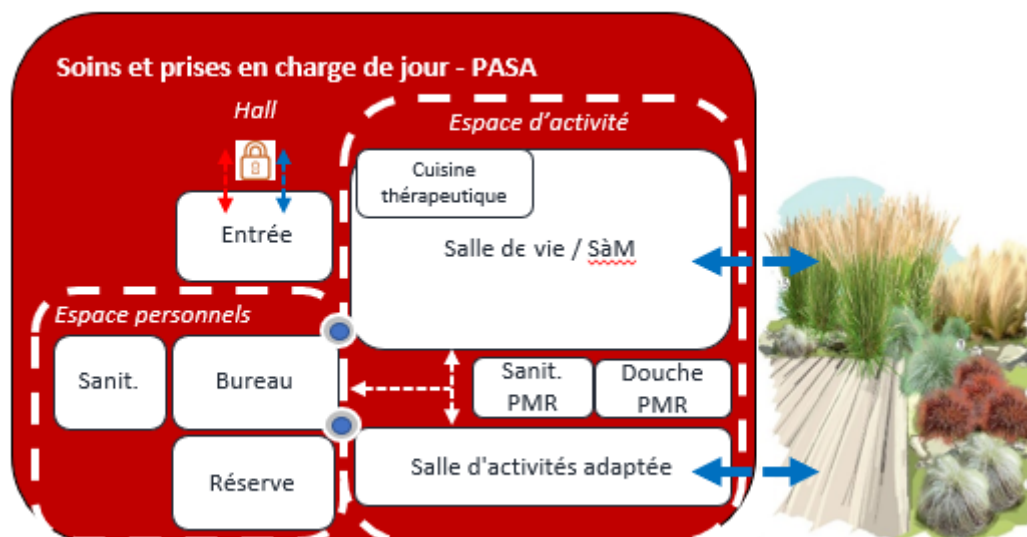 Soins et prises en charge de jour - PASA
Hall
Espace d'activité
Cuisine
thérapeutique
Entrée
Salle de vie / SàM
Espace personnels
Sanit.
Bureau
Sanit.
PMR
Douche
PMR
Réserve
Salle d'activités adaptée